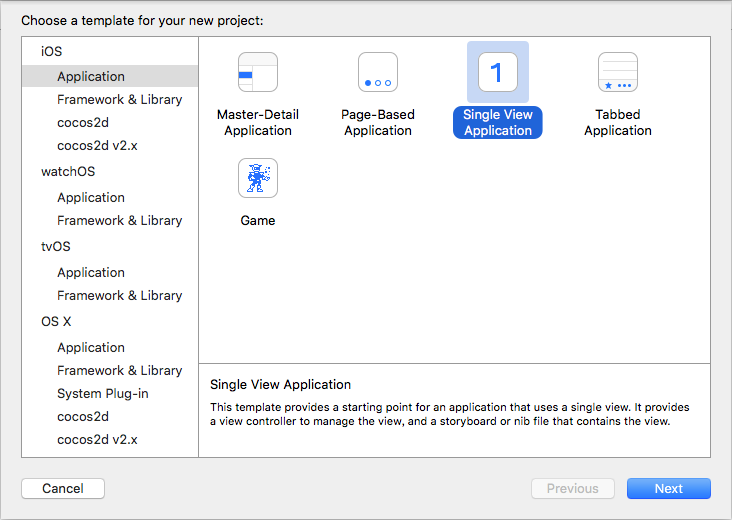 Choose a template for your new project:
iOS
Application
Framework & Library
cocos2d
cocos2d v2.x
watchOS
Application
Framework & Library
tvOS
Application
Framework & Library
OS X
Application
Framework & Library
System Plug-in
cocos2d
cocos2d v2.x
Master-Detail
Application
Page-Based
Application
1
Single View
Application
Tabbed
Application
Game
Single View Application
This template provides a starting point for an application that uses a single view. It provides
a view controller to manage the view, and a storyboard or nib file that contains the view.
Cancel
Previous
Next